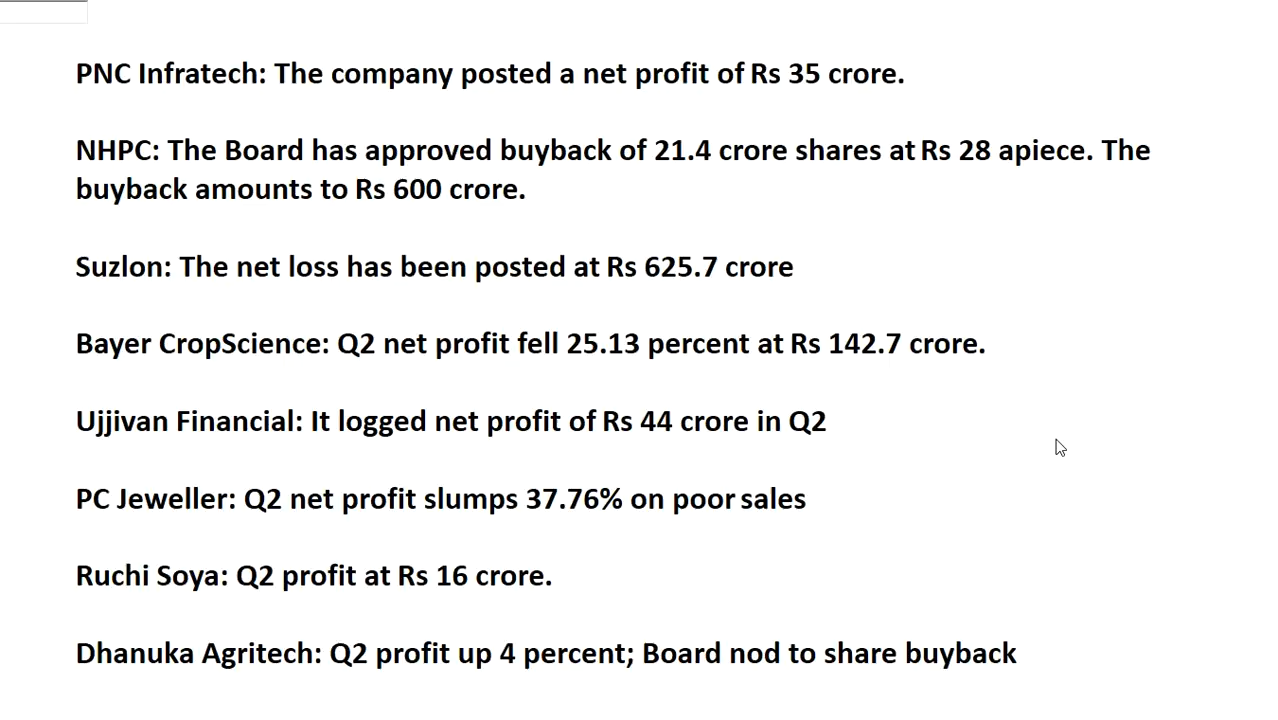 PNC Infratech: The company posted a net profit of Rs 35 crore.
NHPC: The Board has approved buyback of 21.4 crore shares at Rs 28 apiece. The
buyback amounts to Rs 600 crore.
Suzlon: The net loss has been posted at Rs 625.7 crore
Bayer CropScience: Q2 net profit fell 25.13 percent at Rs 142.7 crore.
Ujjivan Financial: It logged net profit of Rs 44 crore in Q2
PC Jeweller: Q2 net profit slumps 37.76% on poor sales
Ruchi Soya: Q2 profit at Rs 16 crore.
Dhanuka Agritech: Q2 profit up 4 percent; Board nod to share buyback